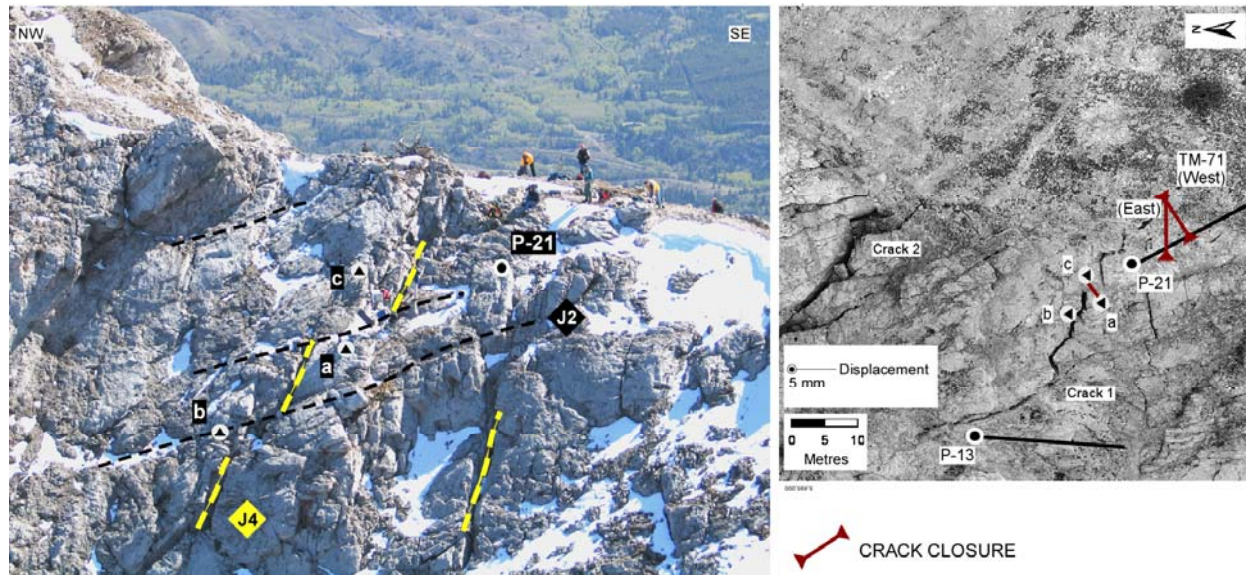 NW
SE
P-21
c
J2
a
b
J4
N
TM-71
(West)
(East)
Crack 2
c
P-21
b
a
Displacement
5 mm
Crack 1
0 5 10
Metres
P-13
CRACK CLOSURE